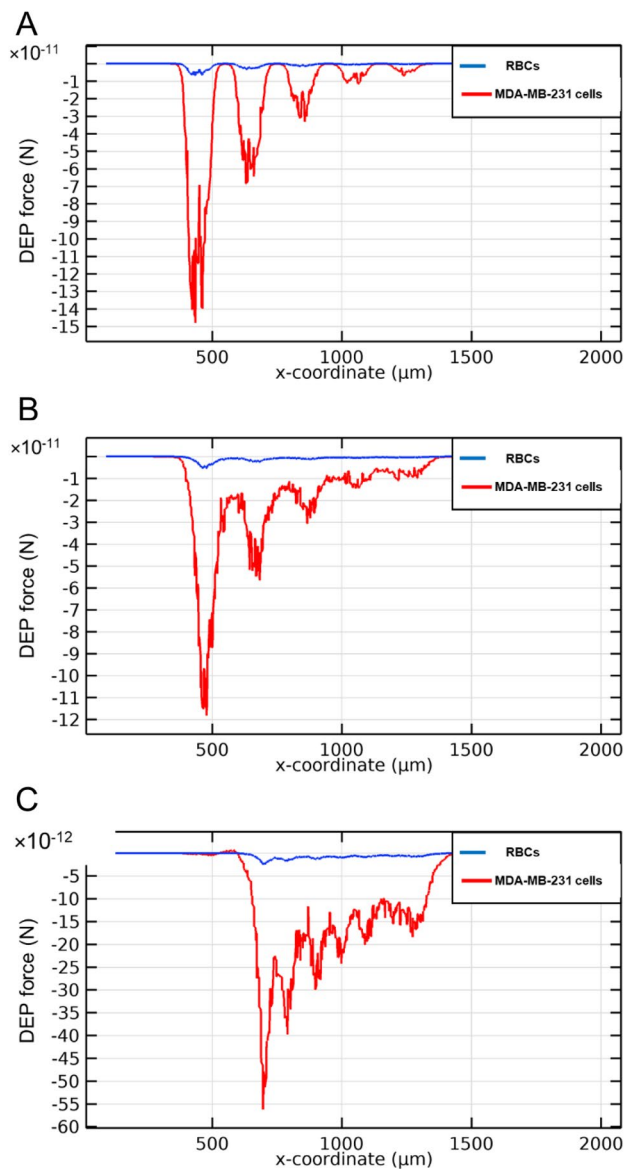 A
×10-11
-1
-2
-3
-4
-5
-6
-7
-8
-9
-10
-11
-12
-13
-14
-15
DEP force (N)
RBCs
MDA-MB-231 cells
500 1000 1500 2000
x-coordinate (µm)
B
×10-11
-1
-2
-3
-4
-5
-6
-7
-8
-9
-10
-11
-12
DEP force (N)
RBCs
MDA-MB-231 cells
500 1000 1500 2000
x-coordinate (µm)
C
×10-12
-5
-10
-15
-20
-25
-30
-35
-40
-45
-50
-55
-60
DEP force (N)
RBCs
MDA-MB-231 cells
500 1000 1500 2000
x-coordinate (µm)